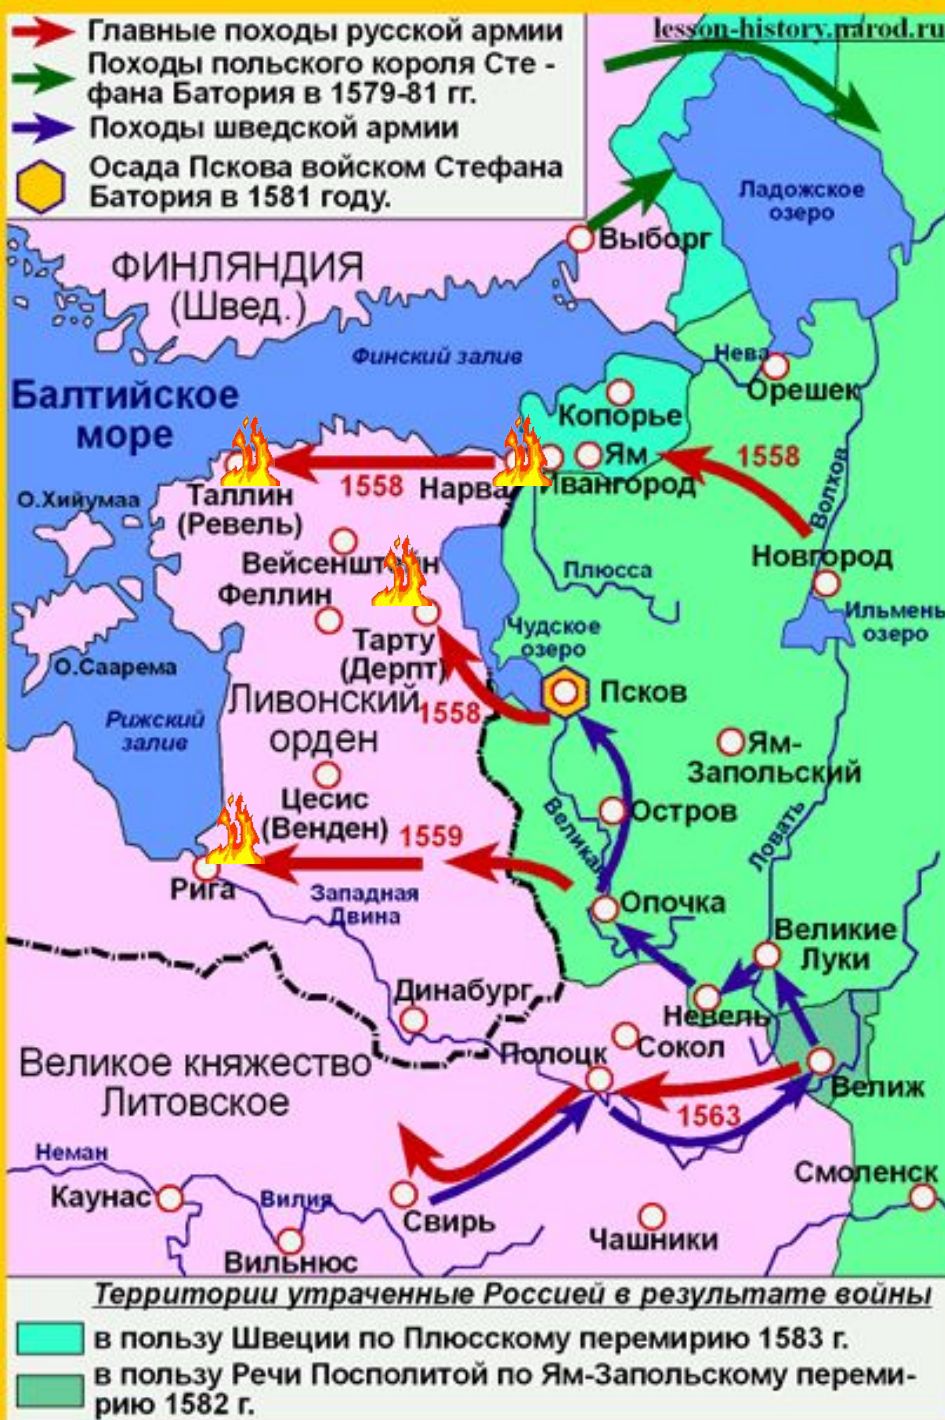 lesson-history.narod.ru
Главные походы русской армии
Походы польского короля Сте -
фана Батория в 1579-81 гг.
Походы шведской армии
Осада Пскова войском Стефана
Батория в 1581 году.
Ладожское
озеро
Выборг
ФИНЛЯНДИЯ
(Швед.)
Финский залив
Нева
Орешек
Балтийское
море
Копорье
Ям
1558
Волхов
1558
Нарва
Ивангород
Таллин
(Ревель)
О.Хийумаа
Вейсенштейн
Новгород
Плюсса
Феллин
Ильмень
озеро
Чудское
озеро
Тарту
(Дерпт)
О.Саарема
Псков
Ливонский
орден
1558
Рижский
залив
Ям-
Запольский
Цесис
(Венден)
Остров
Великая
Ловать
1559
Рига
Западная
Двина
Опочка
Великие
Луки
Динабург
Невель
Сокол
Полоцк
Великое княжество
Литовское
Велиж
1563
Неман
Смоленск
Каунас
Вилия
Свирь
Чашники
Вильнюс
Территории утраченные Россией в результате войны
в пользу Швеции по Плюсскому перемирию 1583 г.
в пользу Речи Посполитой по Ям-Запольскому переми-
рию 1582 г.